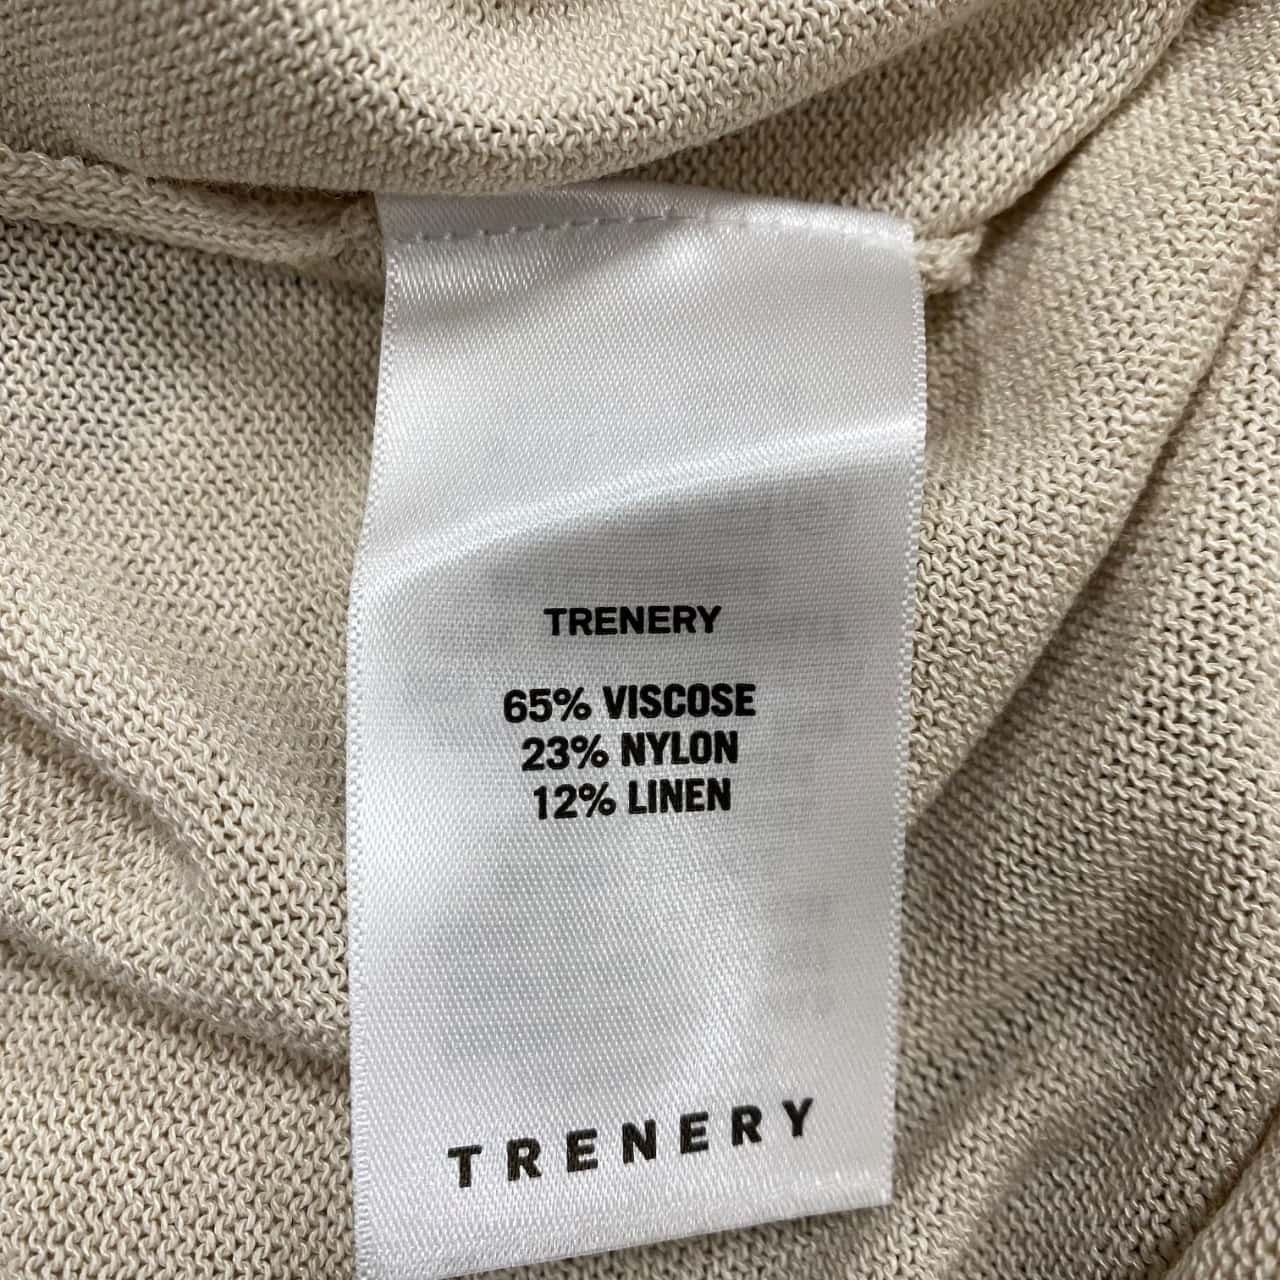 TRENERY
65% VISCOSE
23% NYLON
12% LINEN
TRENERY